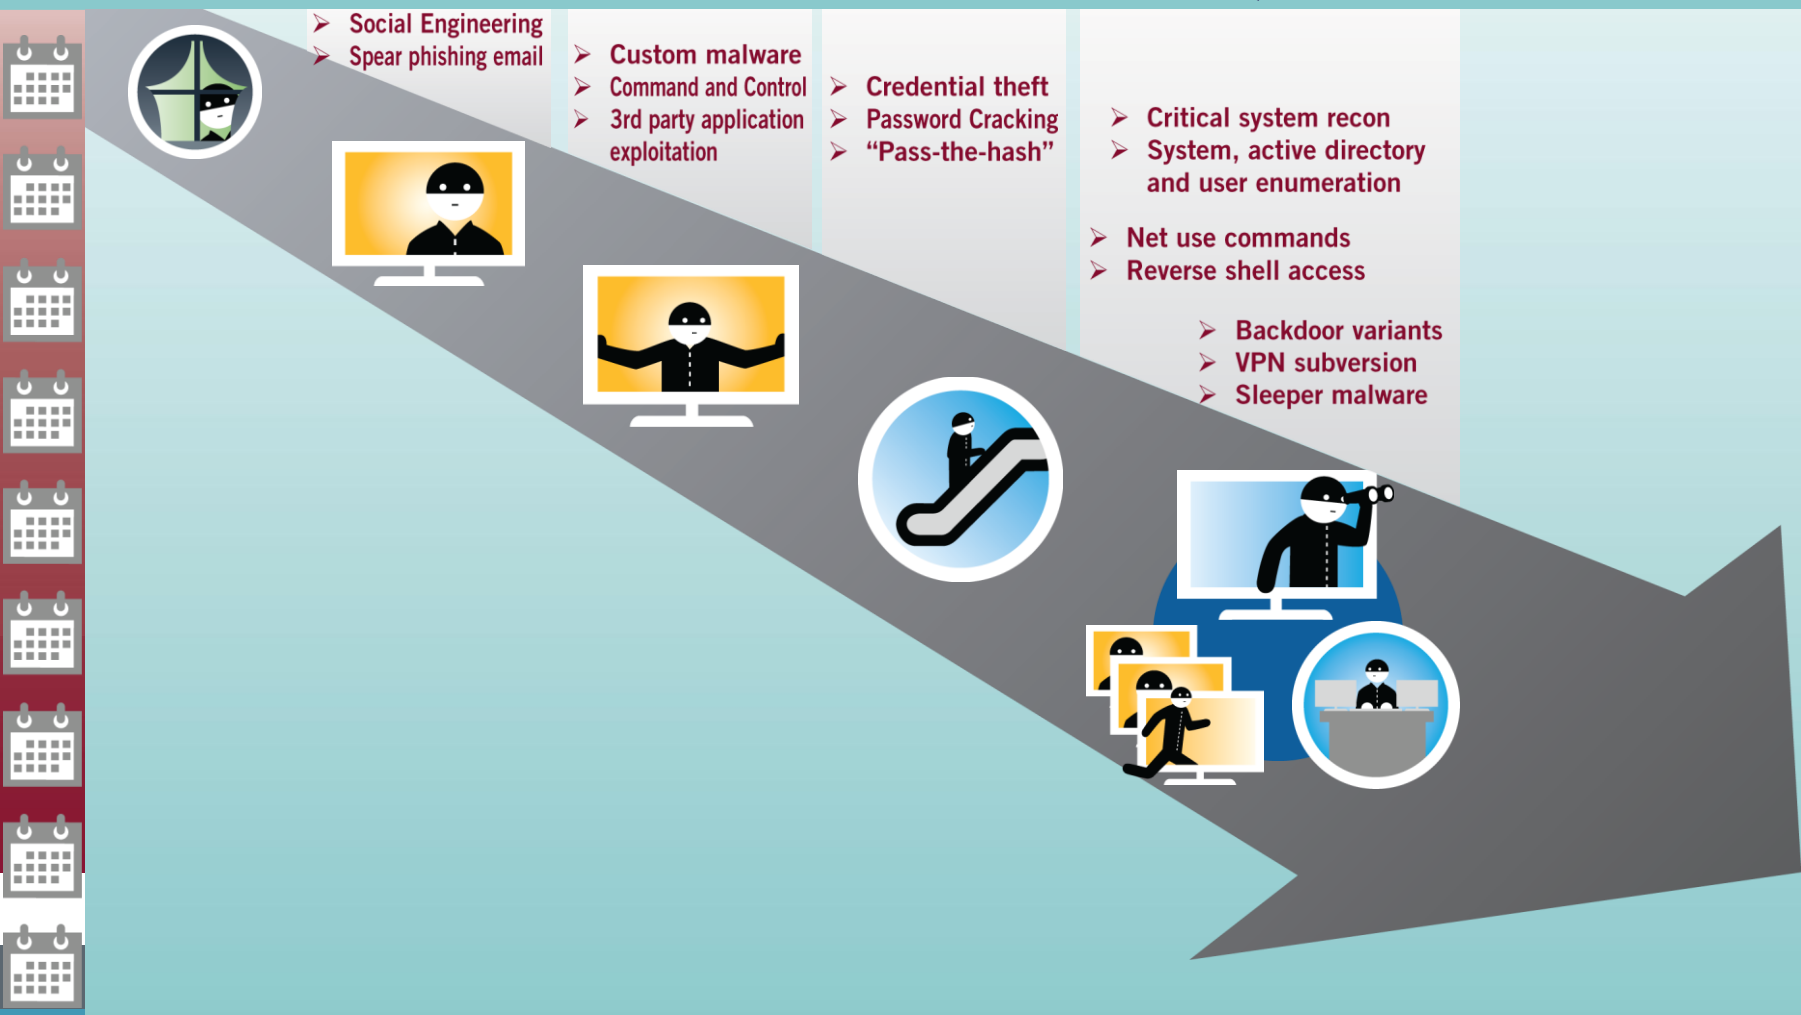 ➢ Social Engineering
➢ Spear phishing email
➢ Custom malware
➢ Command and Control
➢ 3rd party application
exploitation
➢ Credential theft
➢ Password Cracking
➢ “Pass-the-hash”
➢ Critical system recon
➢ System, active directory
and user enumeration
➢ Net use commands
➢ Reverse shell access
➢ Backdoor variants
➢ VPN subversion
➢ Sleeper malware